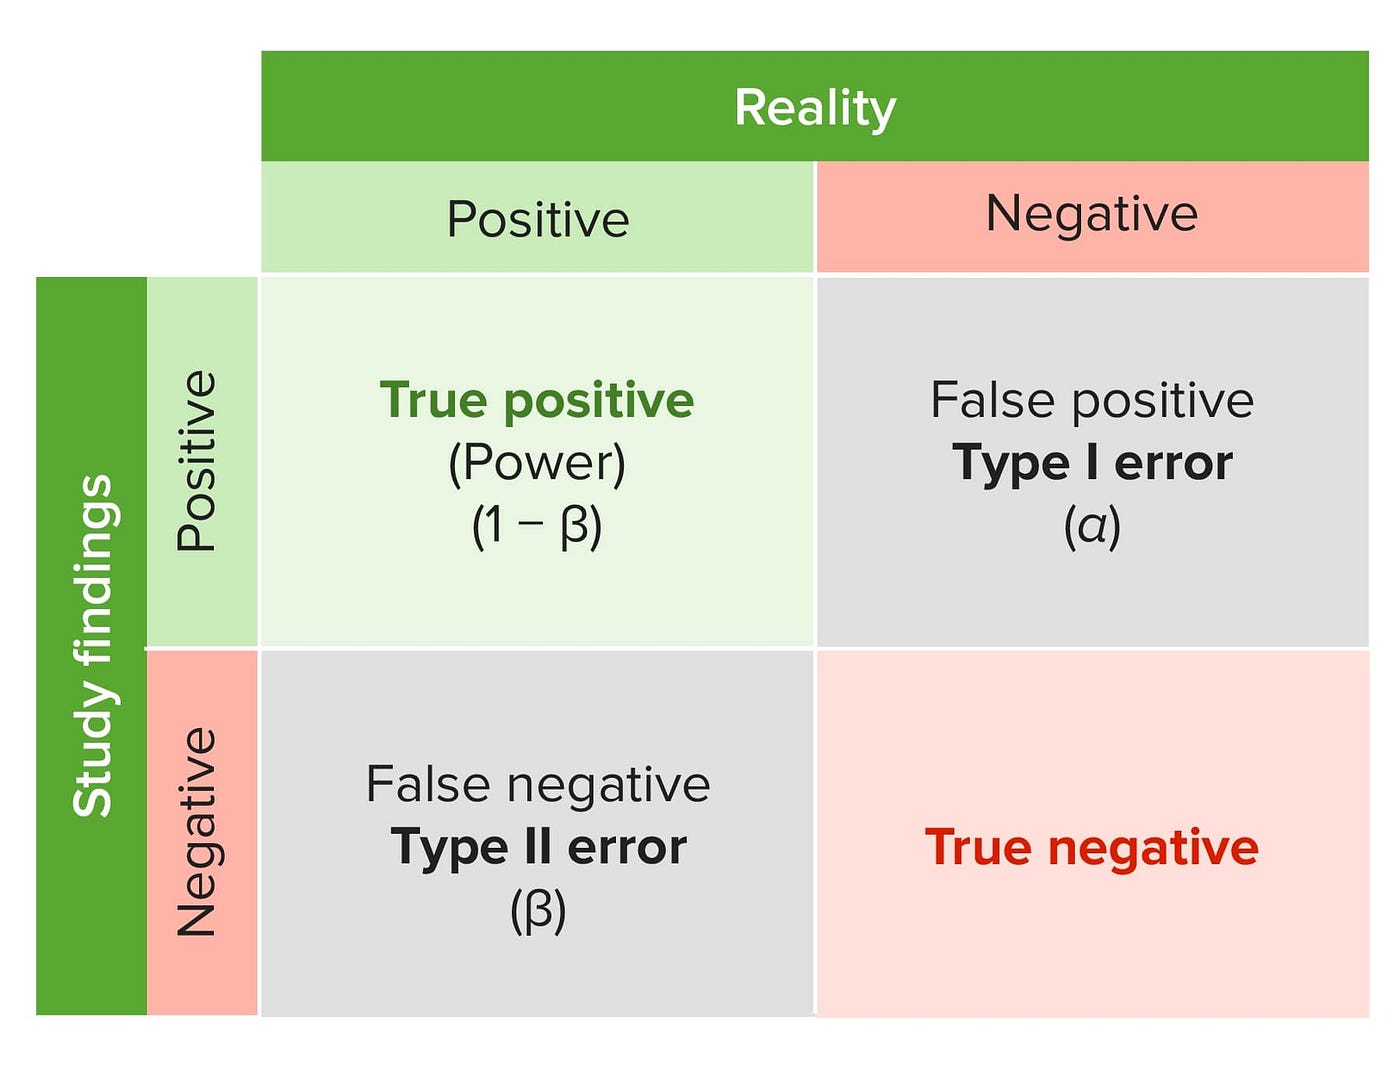 Reality
Positive
Negative
Study findings
Positive
True positive
(Power)
(1 − β)
False positive
Type I error
(α)
Negative
False negative
Type II error
(β)
True negative